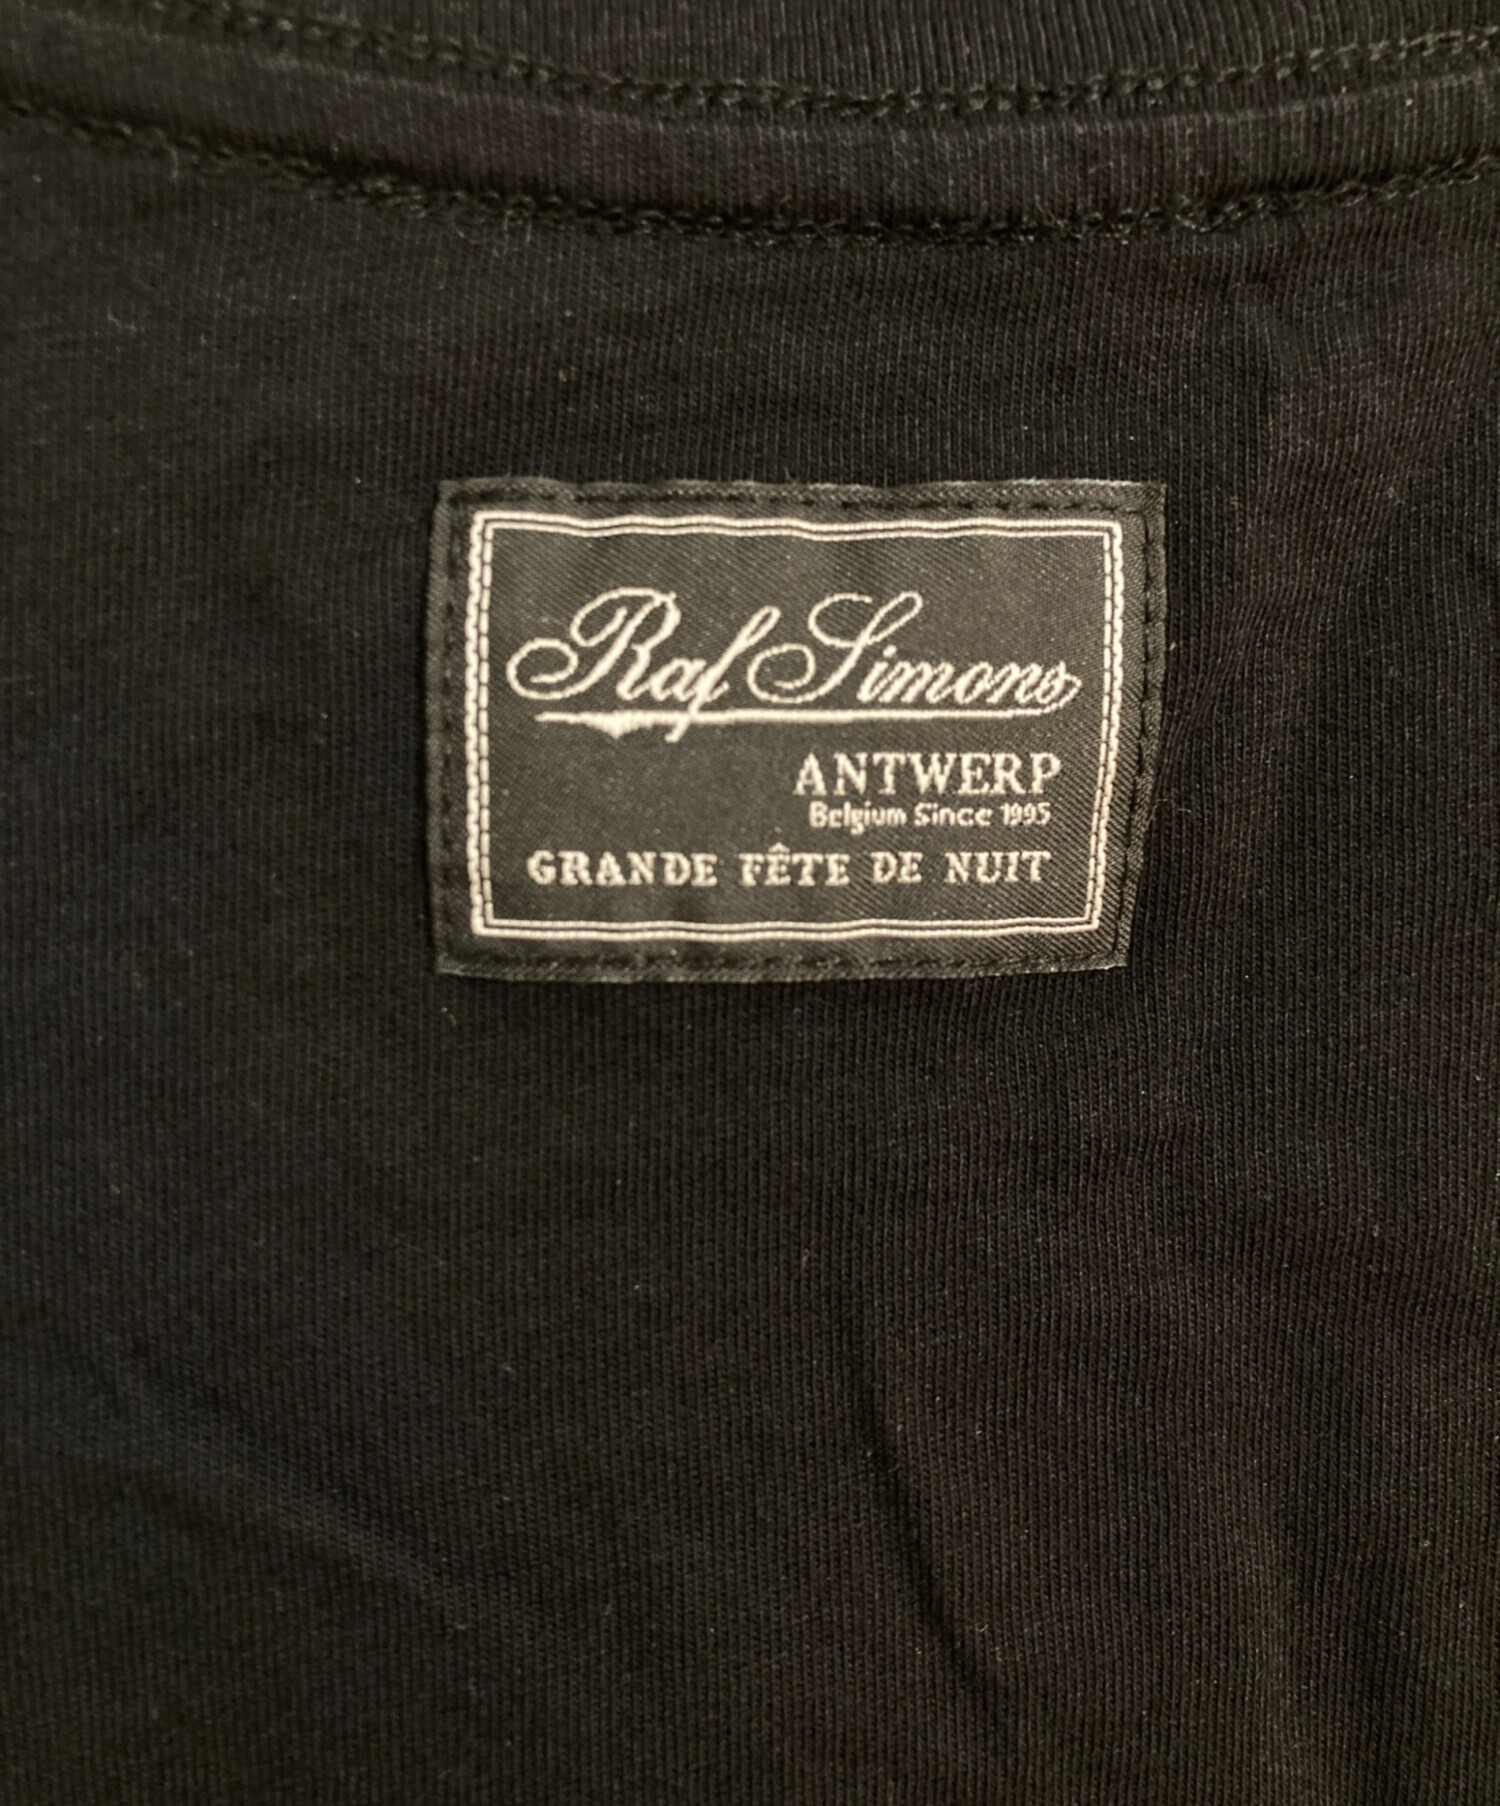 Raf Simons
ANTWERP
Belgium Since 1995
GRANDE FÊTE DE NUIT